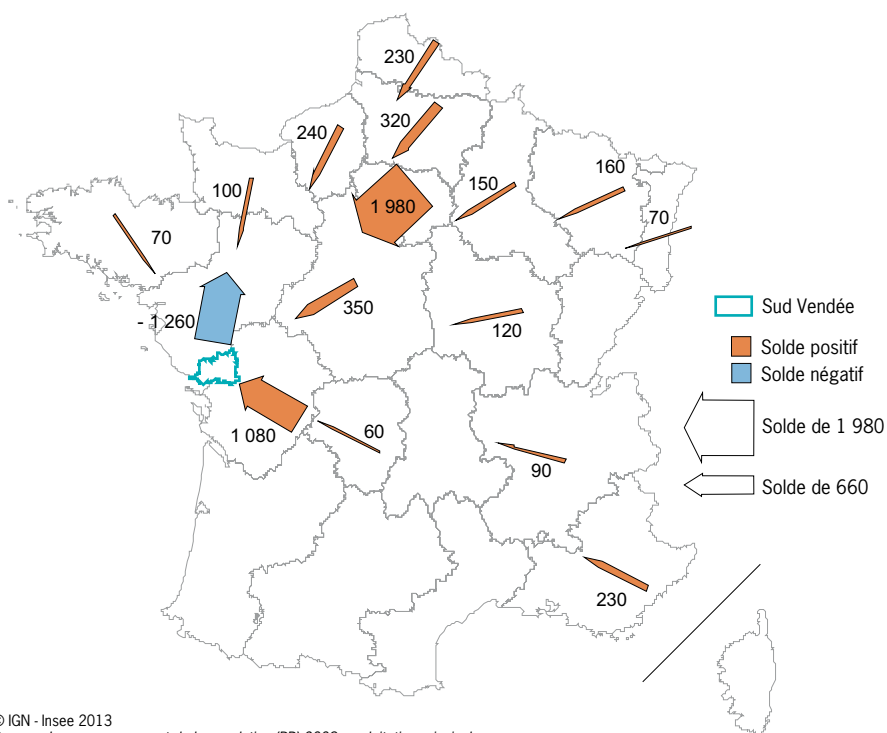 230
320
240
160
150
100
1 980
70
70
350
Sud Vendée
- 1 260
120
Solde positif
Solde négatif
Solde de 1 980
1 080
60
90
Solde de 660
230
© IGN - Insee 2013